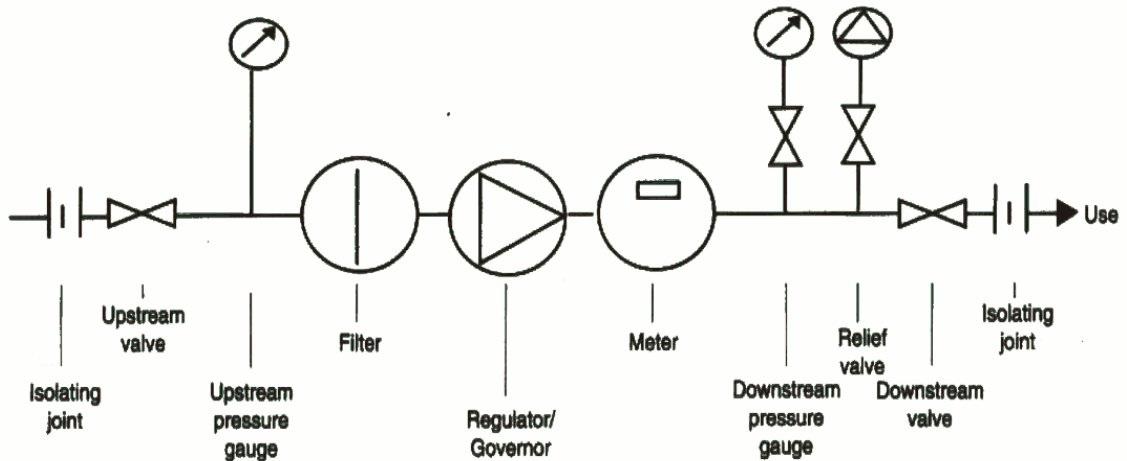 Use
Upstream
valve
Filter
Meter
Relief
valve
Isolating
joint
Isolating
joint
Upstream
pressure
gauge
Regulator/
Governor
Downstream
pressure
gauge
Downstream
valve